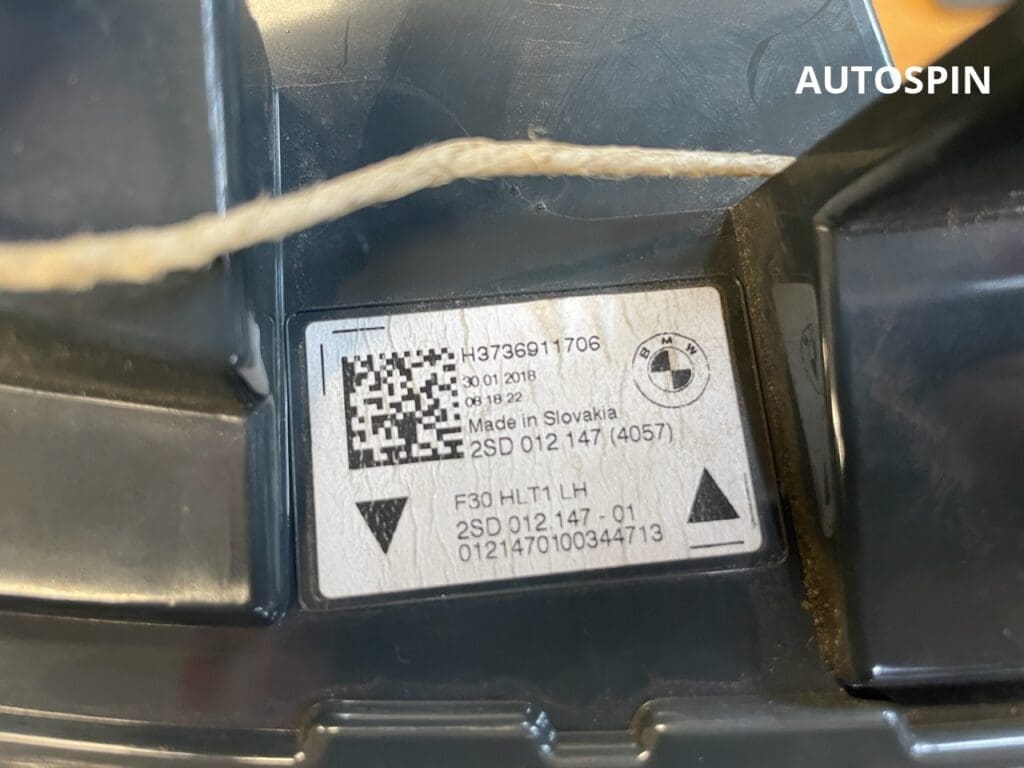 AUTOSPIN
H3736911706
30 01 2018
08 18 22
Made in Slovakia
2SD 012 147 (4057)
BMW
F30 HLT1 LH
2SD 012 147 - 01
0121470100344713